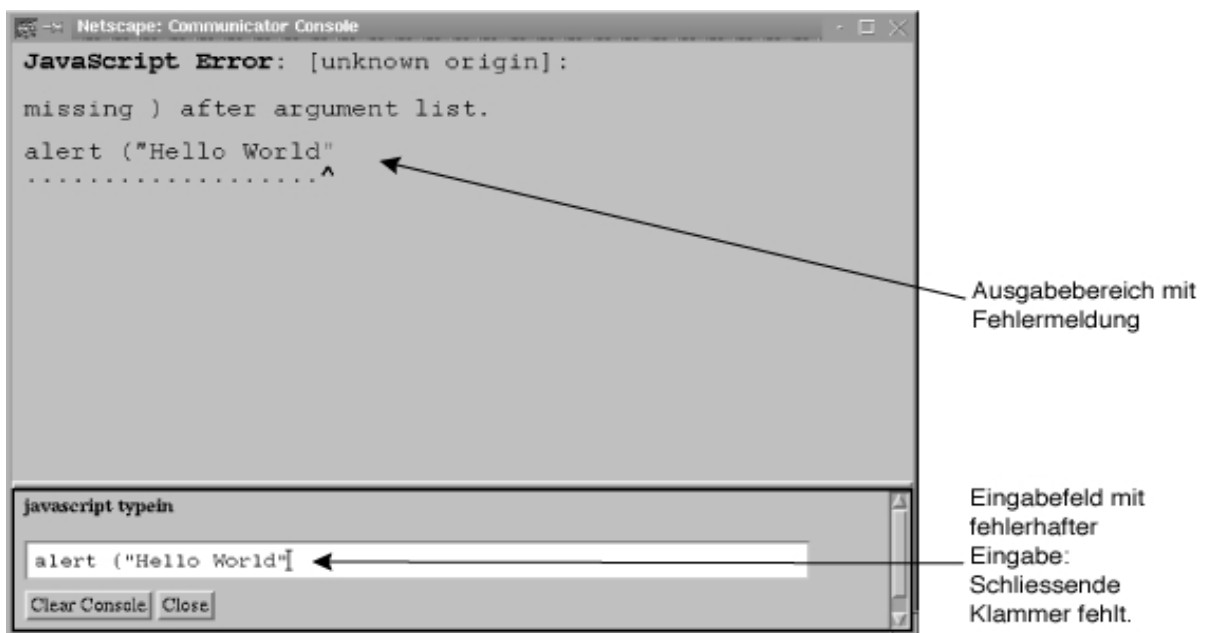 Netscape: Communicator Console
JavaScript Error: [unknown origin]:
missing ) after argument list.
alert ("Hello World"
...................^
Ausgabebereich mit
Fehlermeldung
javascript typein
alert ("Hello World"
Clear Console Close
Eingabefeld mit
fehlerhafter
Eingabe:
Schliessende
Klammer fehlt.